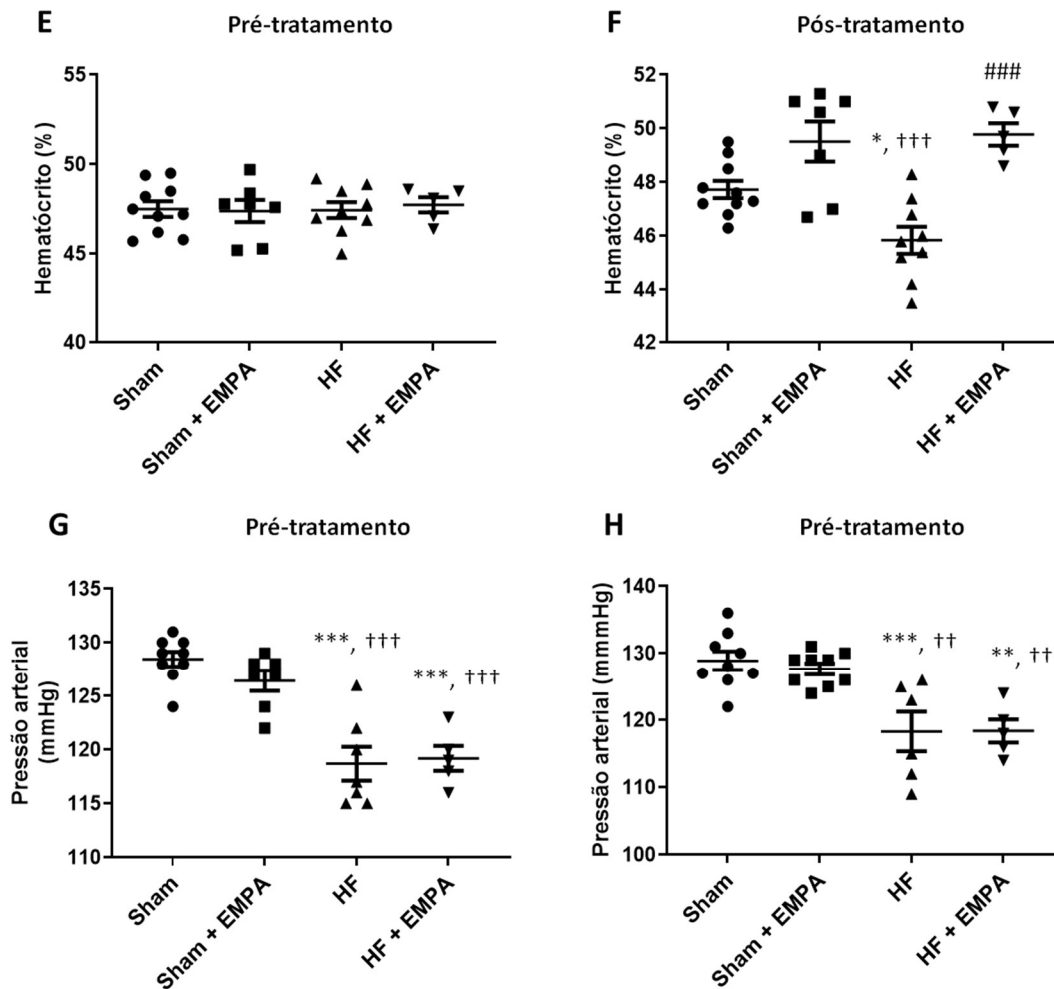 E Pré-tratamento
Hematócrito (%)
55
50
45
40
Sham
Sham + EMPA
HF
HF + EMPA
F Pós-tratamento
Hematócrito (%)
52
50
48
46
44
42
*, †††
###
Sham
Sham + EMPA
HF
HF + EMPA
G Pré-tratamento
Pressão arterial
(mmHg)
135
130
125
120
115
110
***, †††
***, †††
Sham
Sham + EMPA
HF
HF + EMPA
H Pré-tratamento
Pressão arterial (mmmHg)
140
130
120
110
100
***, ††
**, ††
Sham
Sham + EMPA
HF
HF + EMPA